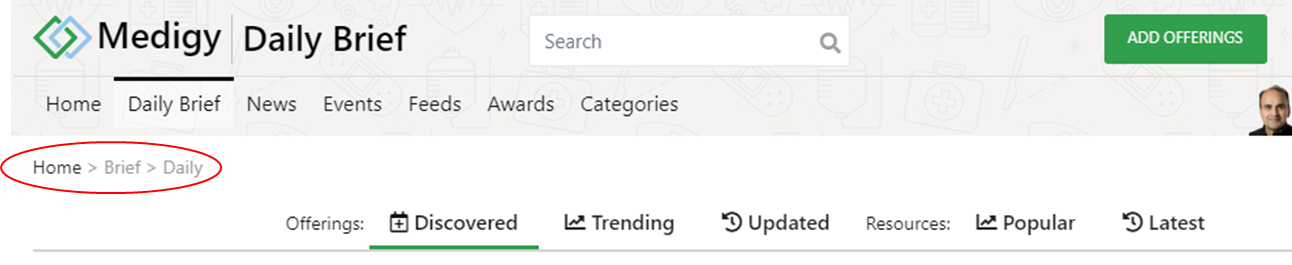 Medigy Daily Brief Search ADD OFFERINGS
Home Daily Brief News Events Feeds Awards Categories
Home > Brief > Daily
Offerings: Discovered Trending Updated Resources: Popular Latest